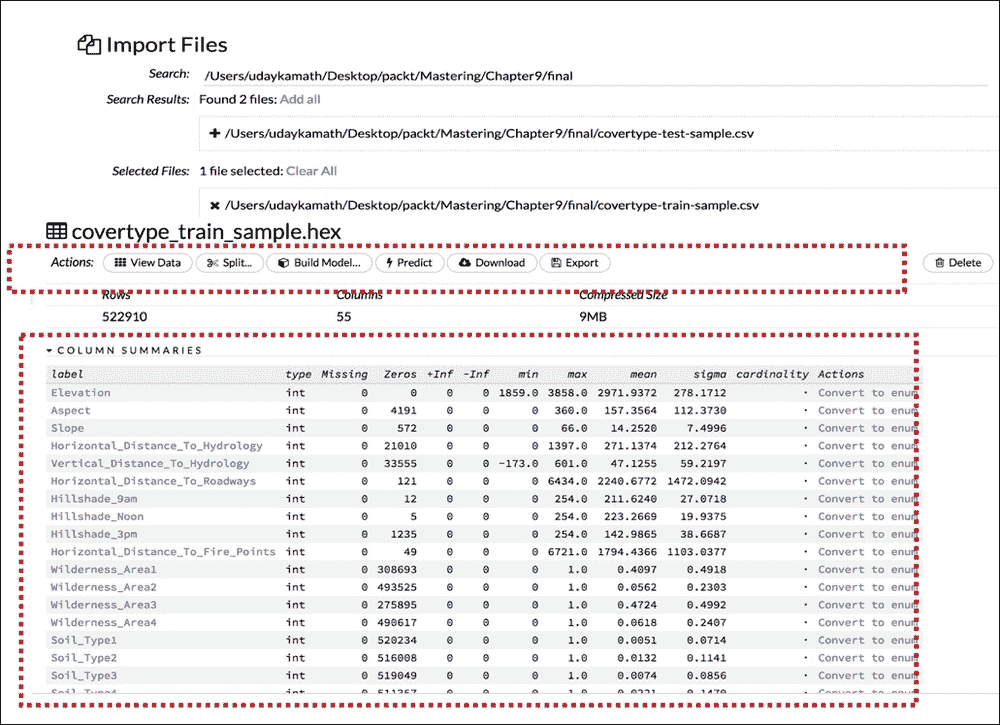 Import Files
Search: /Users/udaykamath/Desktop/packt/Mastering/Chapter9/final
Search Results: Found 2 files: Add all
/Users/udaykamath/Desktop/packt/Mastering/Chapter9/final/covertype-test-sample.csv
Selected Files: 1 file selected: Clear All
/Users/udaykamath/Desktop/packt/Mastering/Chapter9/final/covertype-train-sample.csv
covertype_train_sample.hex
Actions: View Data Split... Build Model... Predict Download Export Delete
Rows Columns Compressed Size
522910 55 9MB
COLUMN SUMMARIES
label type Missing Zeros +Inf -Inf min max mean sigma cardinality Actions
Elevation int 0 0 0 0 1859.0 3858.0 2971.9372 278.1712 · Convert to enum
Aspect int 0 4191 0 0 0 360.0 157.3564 112.3730 · Convert to enum
Slope int 0 572 0 0 0 66.0 14.2520 7.4996 · Convert to enum
Horizontal_Distance_To_Hydrology int 0 21010 0 0 0 1397.0 271.1374 212.2764 · Convert to enum
Vertical_Distance_To_Hydrology int 0 33555 0 0 -173.0 601.0 47.1255 59.2197 · Convert to enum
Horizontal_Distance_To_Roadways int 0 121 0 0 0 6434.0 2240.6772 1472.0942 · Convert to enum
Hillshade_9am int 0 12 0 0 0 254.0 211.6240 27.0718 · Convert to enum
Hillshade_Noon int 0 5 0 0 0 254.0 223.2669 19.9375 · Convert to enum
Hillshade_3pm int 0 1235 0 0 0 254.0 142.9865 38.6687 · Convert to enum
Horizontal_Distance_To_Fire_Points int 0 49 0 0 0 6721.0 1794.4366 1103.0377 · Convert to enum
Wilderness_Area1 int 0 308693 0 0 0 1.0 0.4097 0.4918 · Convert to enum
Wilderness_Area2 int 0 493525 0 0 0 1.0 0.0562 0.2303 · Convert to enum
Wilderness_Area3 int 0 275895 0 0 0 1.0 0.4724 0.4992 · Convert to enum
Wilderness_Area4 int 0 490617 0 0 0 1.0 0.0618 0.2407 · Convert to enum
Soil_Type1 int 0 520234 0 0 0 1.0 0.0051 0.0714 · Convert to enum
Soil_Type2 int 0 516008 0 0 0 1.0 0.0132 0.1141 · Convert to enum
Soil_Type3 int 0 519049 0 0 0 1.0 0.0074 0.0856 · Convert to enum
Soil_Type4 int 0 511357 0 0 0 1.0 0.0221 0.1470 · Convert to enum